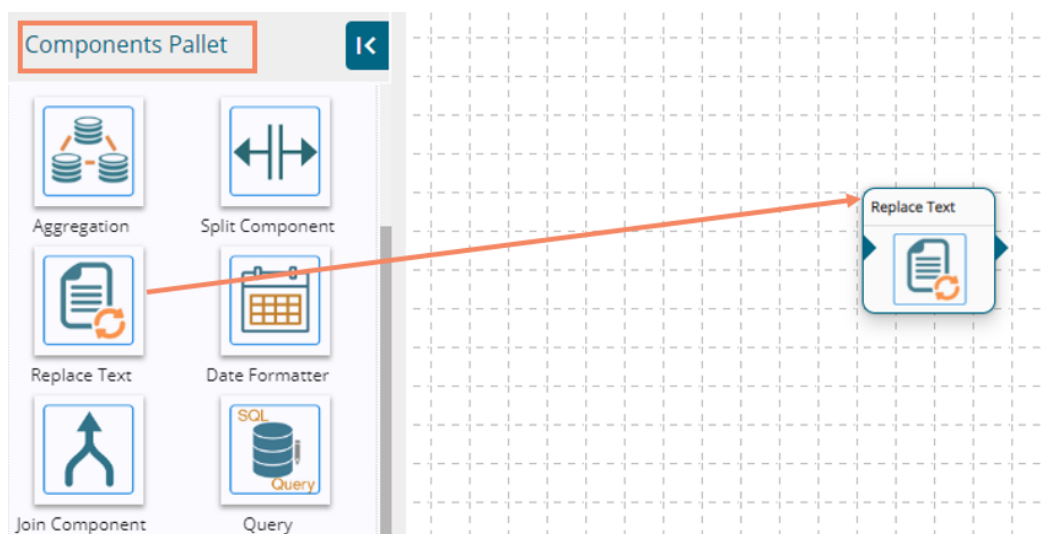 Components Pallet
Aggregation
Split Component
Replace Text
Date Formatter
SQL
Query
Join Component
Query
Replace Text